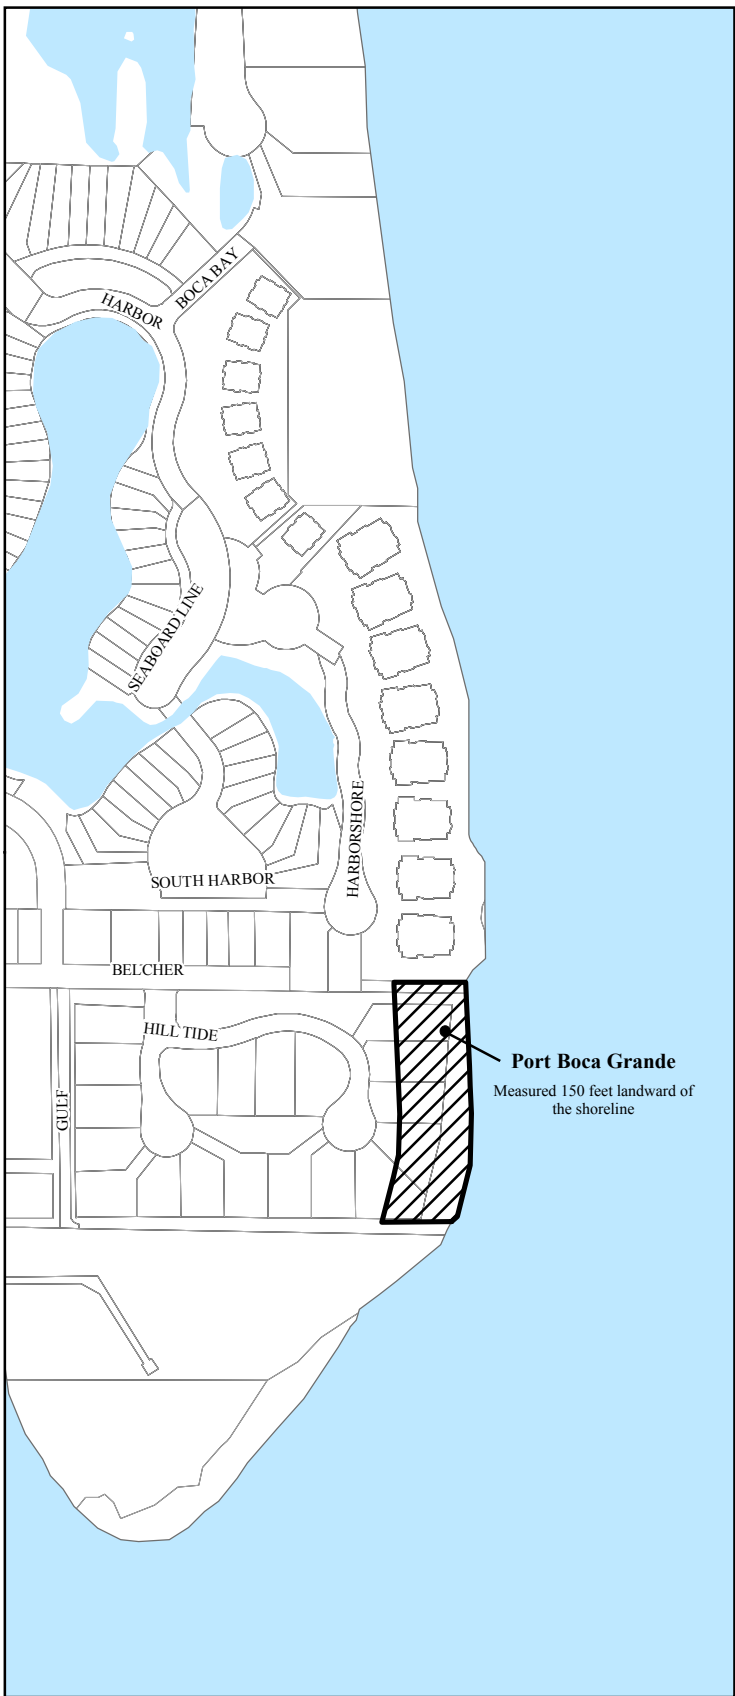 BOCA BAY
HARBOR
SEABOARD LINE
HARBORSHORE
SOUTH HARBOR
BELCHER
HILL TIDE
GULF
Port Boca Grande
Measured 150 feet landward of
the shoreline